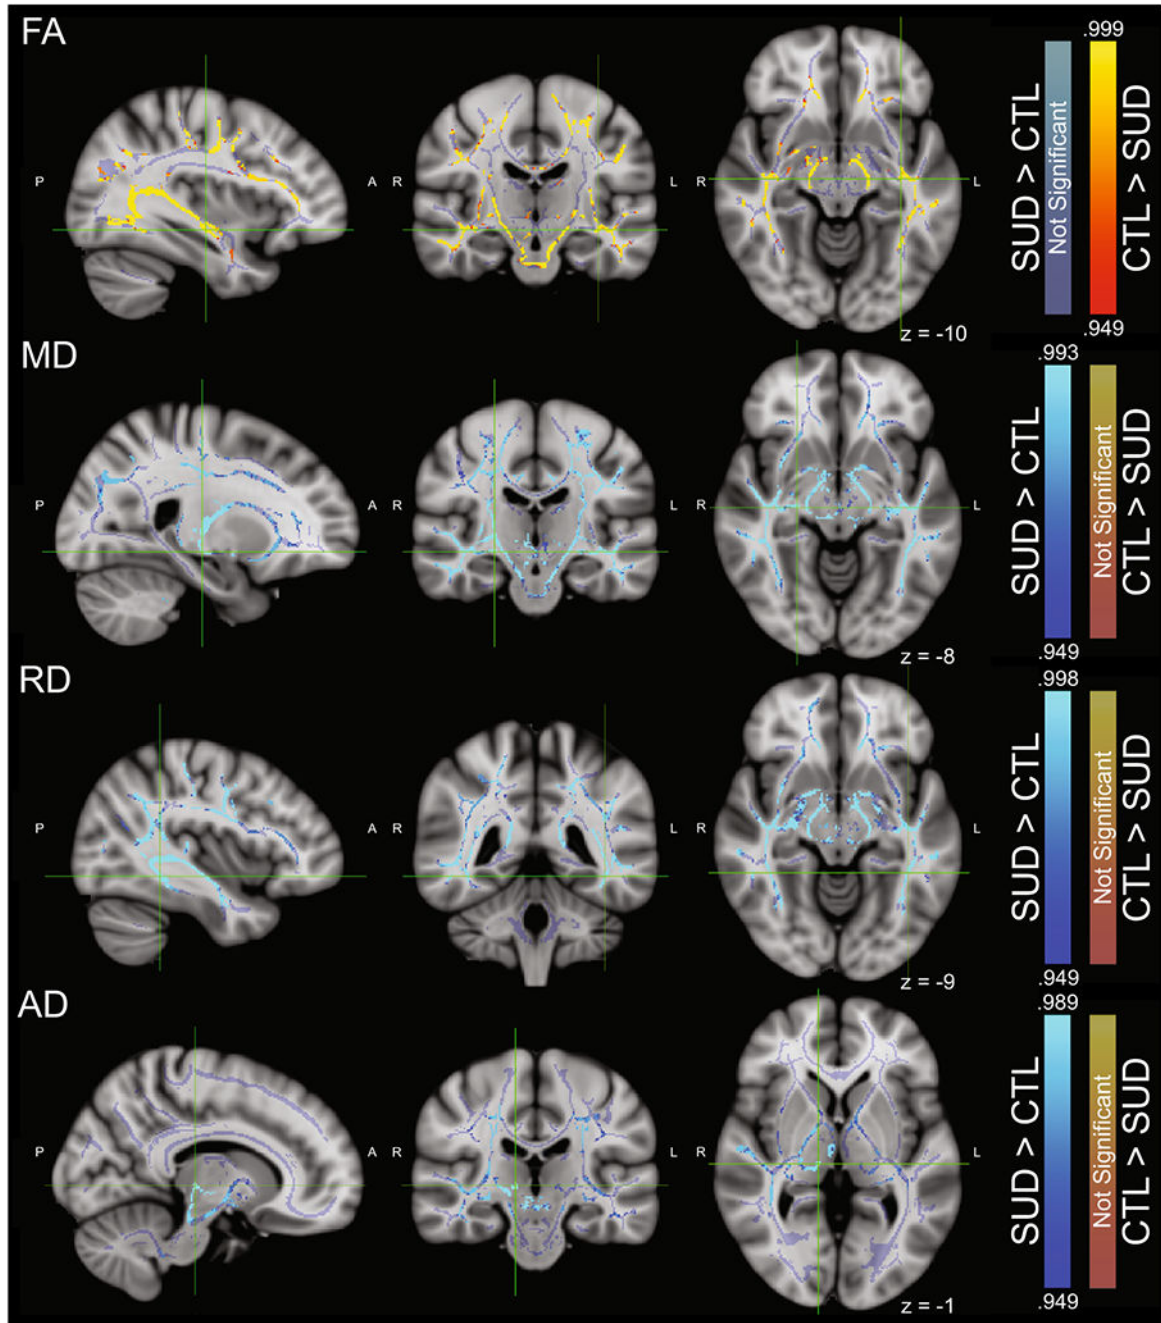 FA
P
A
R
L
R
L
z = -10
SUD > CTL
Not Significant
.999
.949
CTL > SUD
MD
P
A
R
L
R
L
z = -8
SUD > CTL
.993
.949
Not Significant
CTL > SUD
RD
P
A
R
L
R
L
z = -9
SUD > CTL
.998
.949
Not Significant
CTL > SUD
AD
P
A
R
L
R
L
z = -1
SUD > CTL
.989
.949
Not Significant
CTL > SUD